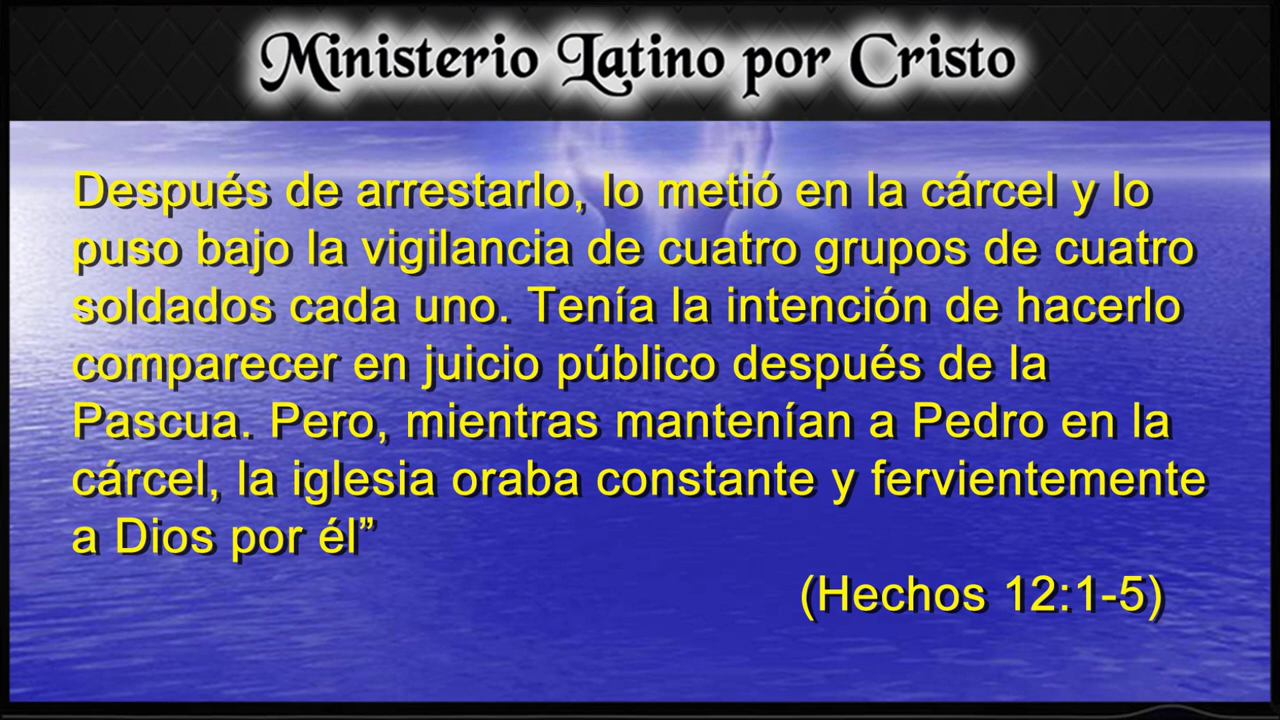 Ministerio Latino por Cristo
Después de arrestarlo, lo metió en la cárcel y lo
puso bajo la vigilancia de cuatro grupos de cuatro
soldados cada uno. Tenía la intención de hacerlo
comparecer en juicio público después de la
Pascua. Pero, mientras mantenían a Pedro en la
cárcel, la iglesia oraba constante y fervientemente
a Dios por él”
(Hechos 12:1-5)